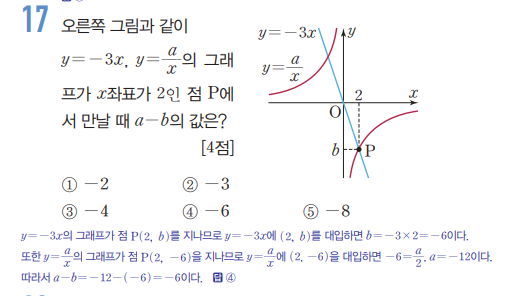 17 오른쪽 그림과 같이
y=-3x, y=a/x의 그래
프가 x좌표가 2인 점 P에
서 만날 때 a-b의 값은?
[4점]
y=-3x
y
y=a/x
2
x
O
b
P
① -2 ② -3
③ -4 ④ -6 ⑤ -8
y=-3x의 그래프가 점 P(2, b)를 지나므로 y=-3x에 (2, b)를 대입하면 b=-3×2=-6이다.
또한 y=a/x의 그래프가 점 P(2, -6)을 지나므로 y=a/x에 (2, -6)을 대입하면 -6=a/2, a=-12이다.
따라서 a-b=-12-(-6)=-6이다. 답 ④